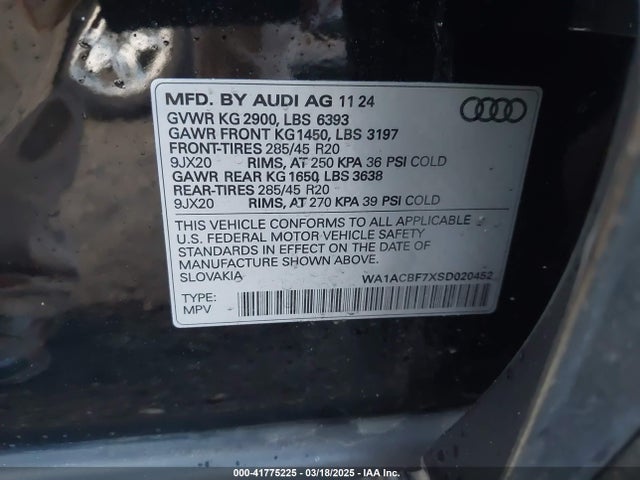 MFD. BY AUDI AG 11 24
GVWR KG 2900, LBS 6393
GAWR FRONT KG 1450, LBS 3197
FRONT-TIRES 285/45 R20
9JX20 RIMS, AT 250 KPA 36 PSI COLD
GAWR REAR KG 1650, LBS 3638
REAR-TIRES 285/45 R20
9JX20 RIMS, AT 270 KPA 39 PSI COLD
THIS VEHICLE CONFORMS TO ALL APPLICABLE
U.S. FEDERAL MOTOR VEHICLE SAFETY
STANDARDS IN EFFECT ON THE DATE OF
MANUFACTURE SHOWN ABOVE.
SLOVAKIA WA1ACBF7XSD020452
TYPE:
MPV
000-41775225 - 03/18/2025 - IAA Inc.